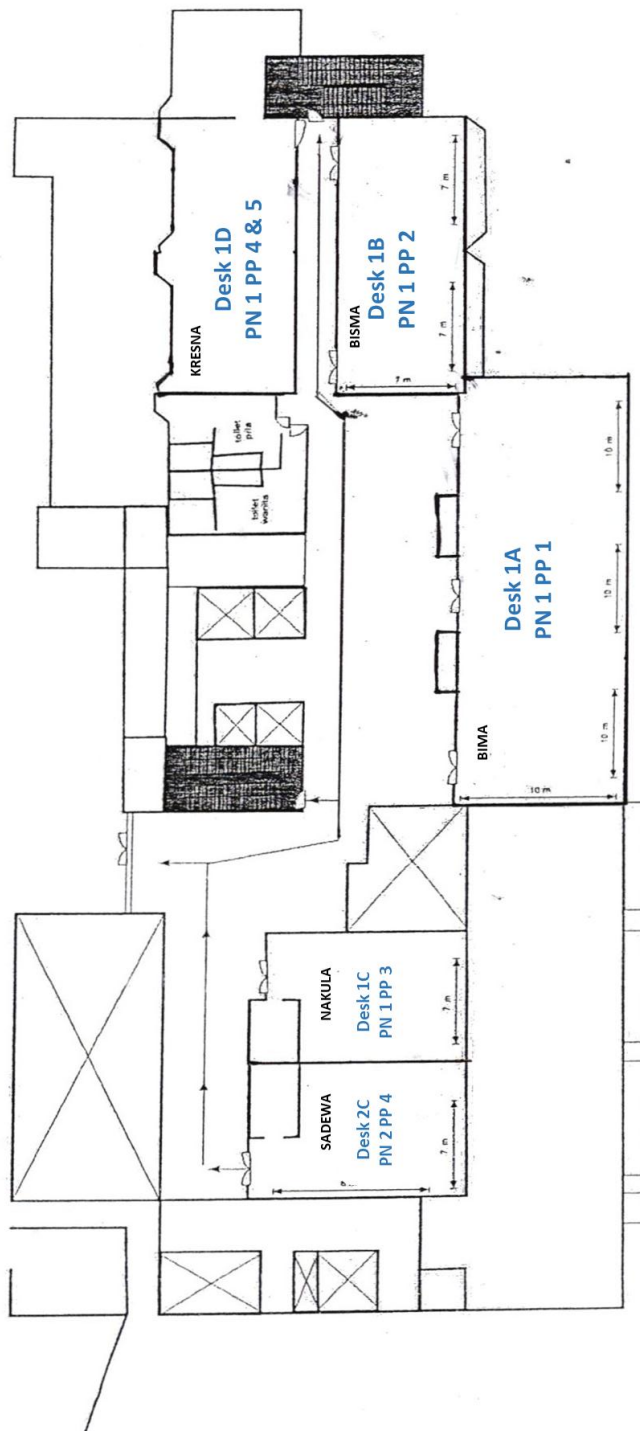 KRESNA
Desk 1D
PN 1 PP 4 & 5
toilet
pria
toilet
wanita
BISMA
Desk 1B
PN 1 PP 2
7 m
7 m
7 m
BIMA
Desk 1A
PN 1 PP 1
10 m
10 m
10 m
10 m
NAKULA
Desk 1C
PN 1 PP 3
7 m
SADEWA
Desk 2C
PN 2 PP 4
7 m